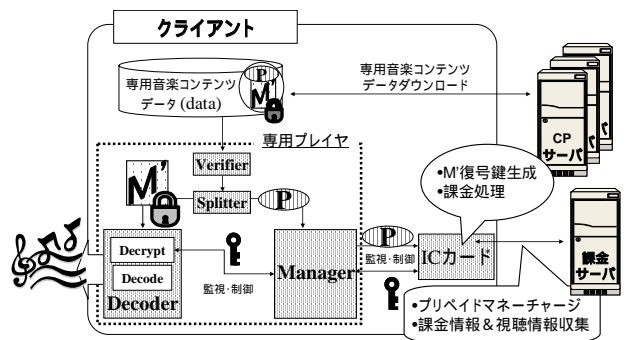 クライアント
専用音楽コンテンツ
データ (data)
P
M'
専用音楽コンテンツ
データダウンロード
CP
サーバ
専用プレイヤ
Verifier
Splitter
M'
P
•M'復号鍵生成
•課金処理
Decrypt
Decode
Decoder
監視・制御
Manager
P
監視・制御
ICカード
課金
サーバ
•プリペイドマネーチャージ
•課金情報＆視聴情報収集